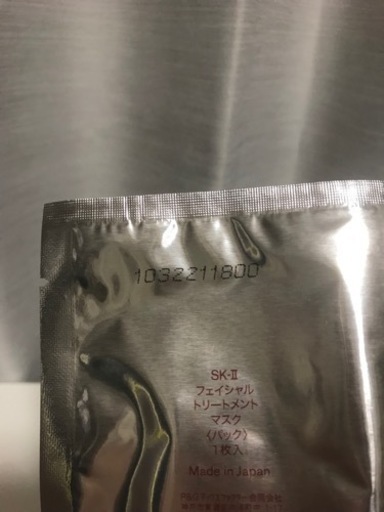 1032211800
SK-II
フェイシャル
トリートメント
マスク
〈パック〉
1枚入
Made in Japan